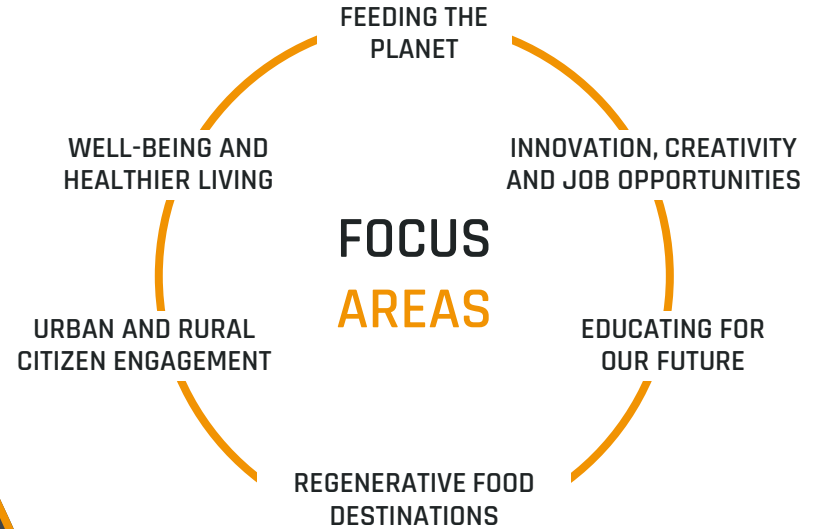 FEEDING THE
PLANET
WELL-BEING AND
HEALTHIER LIVING
INNOVATION, CREATIVITY
AND JOB OPPORTUNITIES
FOCUS
AREAS
URBAN AND RURAL
CITIZEN ENGAGEMENT
EDUCATING FOR
OUR FUTURE
REGENERATIVE FOOD
DESTINATIONS